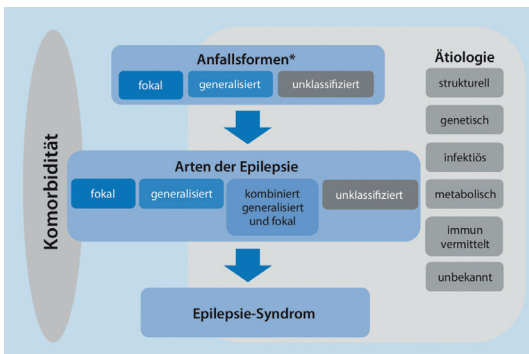 Komorbidität
Anfallsformen*
fokal
generalisiert
unklassifiziert
Arten der Epilepsie
fokal
generalisiert
kombiniert
generalisiert
und fokal
unklassifiziert
Epilepsie-Syndrom
Ätiologie
strukturell
genetisch
infektiös
metabolisch
immun
vermittelt
unbekannt